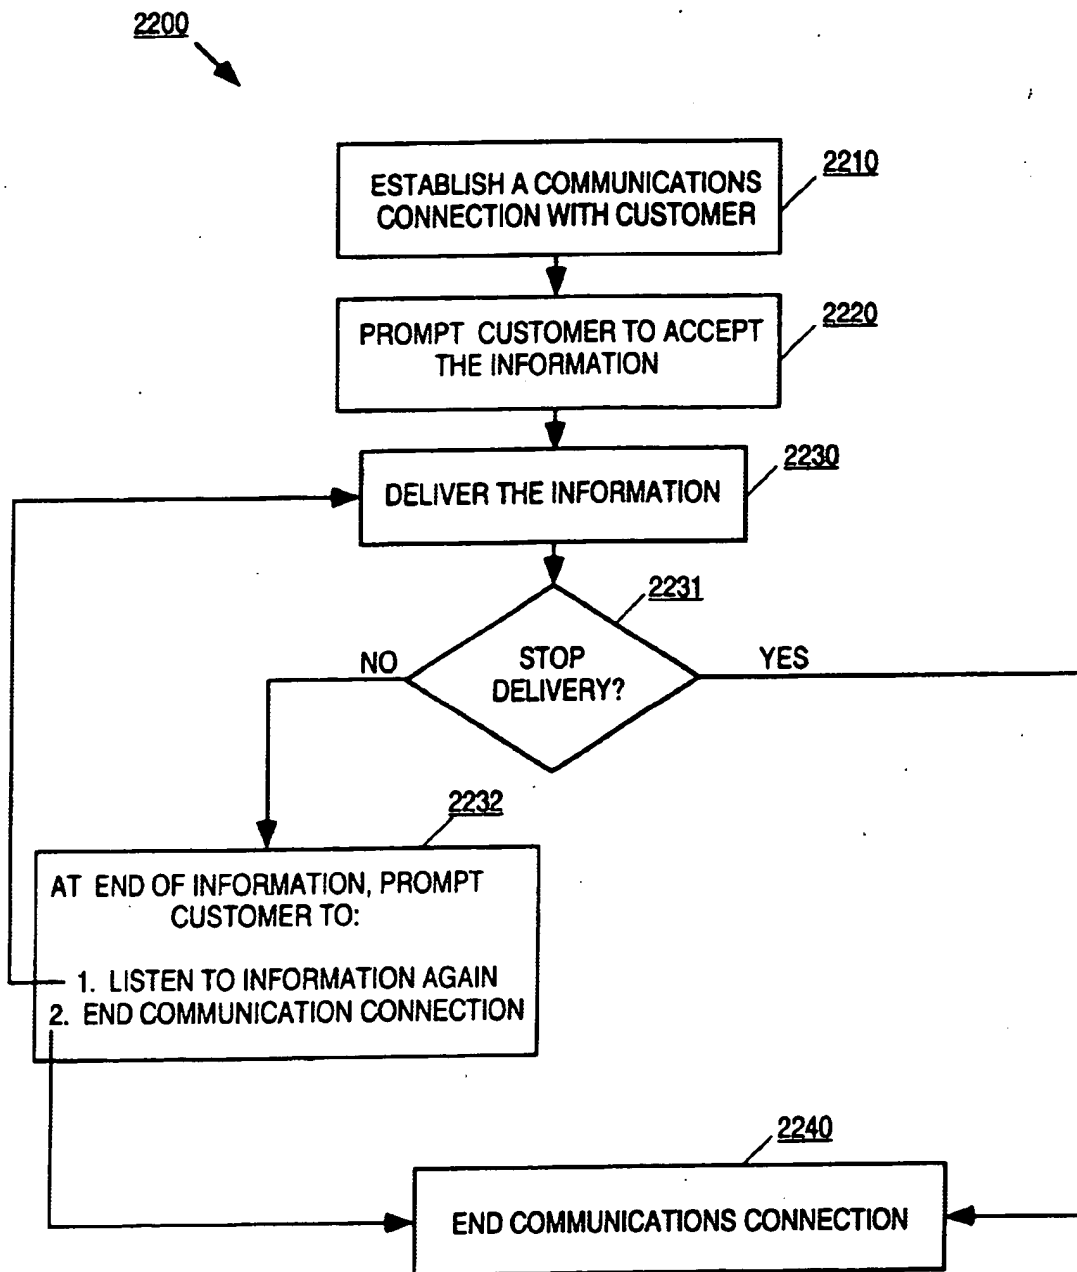 2200
ESTABLISH A COMMUNICATIONS
CONNECTION WITH CUSTOMER
2210
PROMPT CUSTOMER TO ACCEPT
THE INFORMATION
2220
DELIVER THE INFORMATION
2230
STOP
DELIVERY?
2231
NO
YES
2232
AT END OF INFORMATION, PROMPT
CUSTOMER TO:
1. LISTEN TO INFORMATION AGAIN
2. END COMMUNICATION CONNECTION
2240
END COMMUNICATIONS CONNECTION